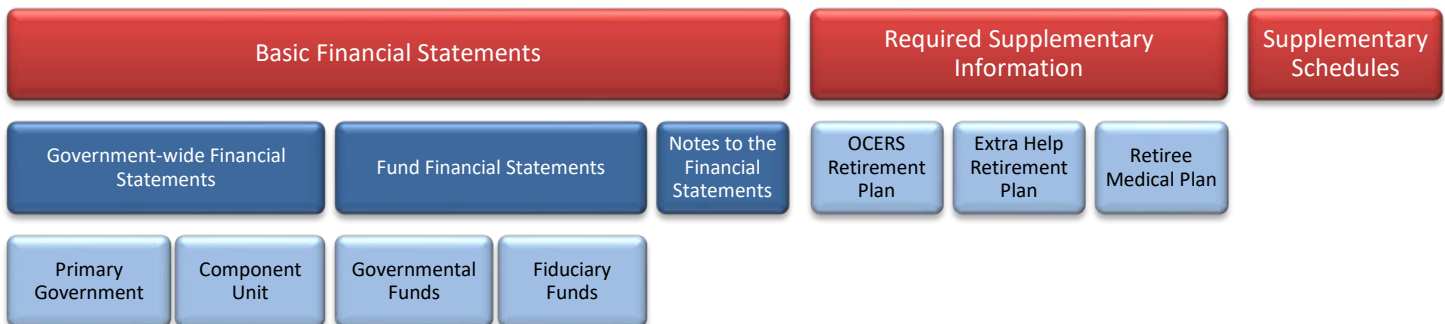 Basic Financial Statements
Required Supplementary
Information
Supplementary
Schedules
Government-wide Financial
Statements
Fund Financial Statements
Notes to the
Financial
Statements
OCERS
Retirement
Plan
Extra Help
Retirement
Plan
Retiree
Medical Plan
Primary
Government
Component
Unit
Governmental
Funds
Fiduciary
Funds